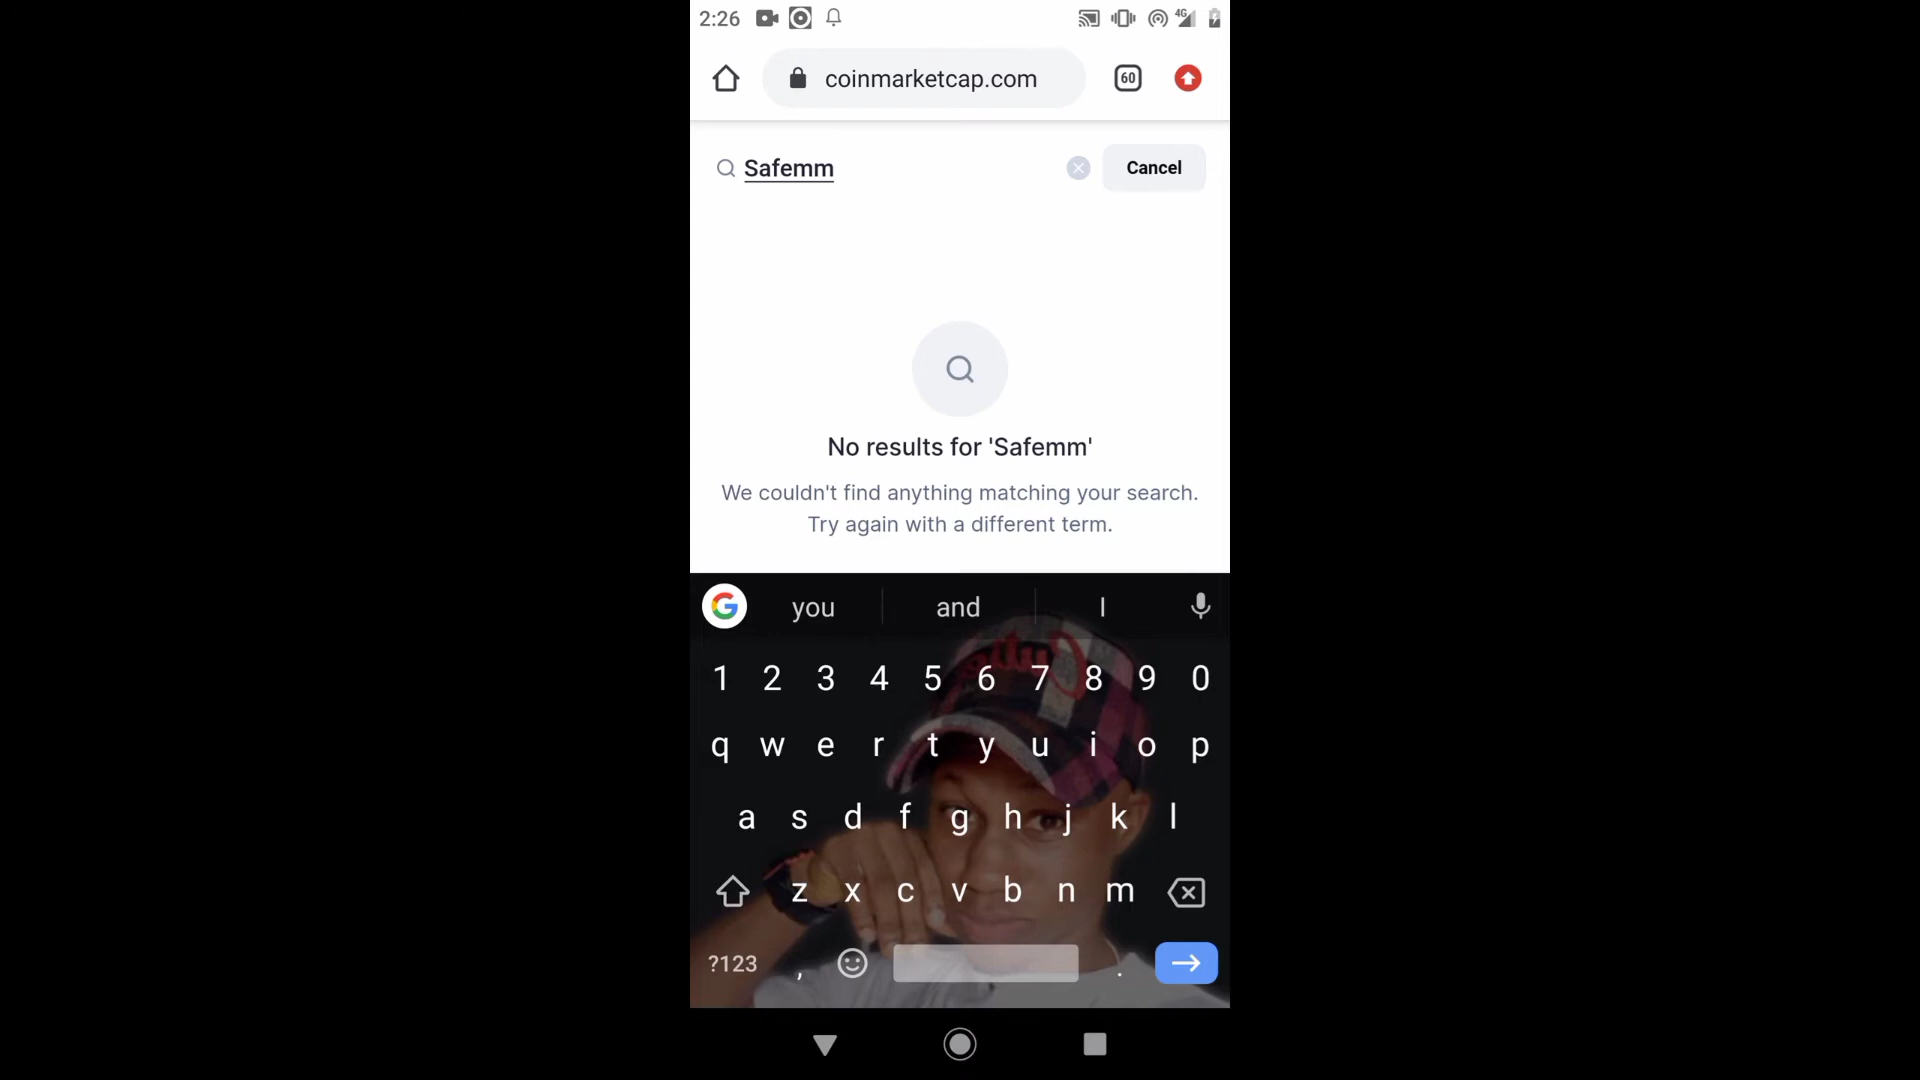 2:26
4G
coinmarketcap.com
60
Safemm
Cancel
No results for 'Safemm'
We couldn't find anything matching your search.
Try again with a different term.
G you and I
1 2 3 4 5 6 7 8 9 0
q w e r t y u i o p
a s d f g h j k l
z x c v b n m
?123 , .